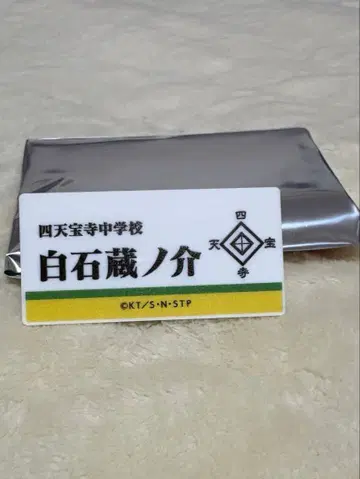 四天宝寺中学校
白石蔵ノ介
四
天 宝
寺
©KT/S・N・STP